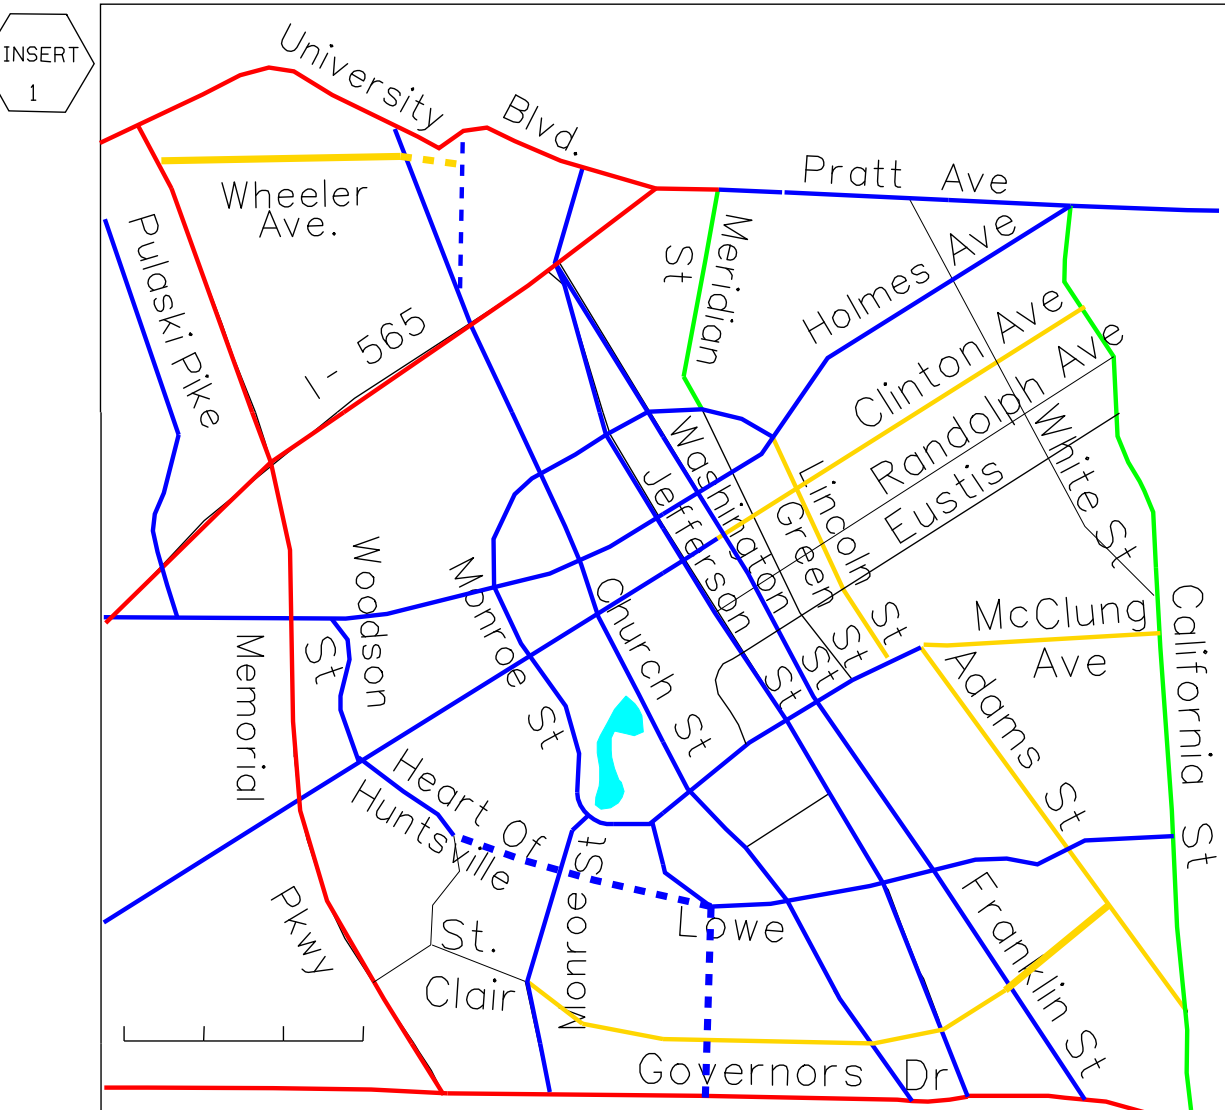 INSERT
1
University
Blvd.
Pratt Ave
Wheeler
Ave.
Pulaski Pike
I - 565
Meridian
St
Holmes Ave
Clinton Ave
Randolph Ave
Eustis
White St
Washington St
Jefferson St
Lincoln St
Green St
Woodson
St
Monroe St
Church St
McClung
Ave
Adams St
California St
Memorial
Pkwy
Heart Of
Huntsville
St.
Clair
Monroe St
Lowe
Franklin St
Governors Dr